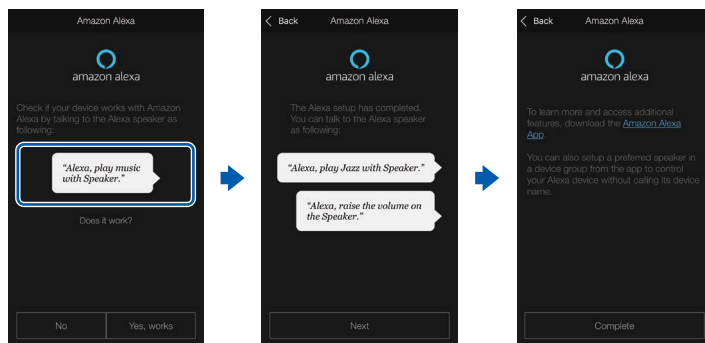 Amazon Alexa
amazon alexa
Check if your device works with Amazon
Alexa by talking to the Alexa speaker as
following:
"Alexa, play music
with Speaker."
Does it work?
No
Yes, works
Back
Amazon Alexa
amazon alexa
The Alexa setup has completed.
You can talk to the Alexa speaker
as following:
"Alexa, play Jazz with Speaker."
"Alexa, raise the volume on
the Speaker."
Next
Back
Amazon Alexa
amazon alexa
To learn more and access additional
features, download the Amazon Alexa
App.
You can also setup a preferred speaker in
a device group from the app to control
your Alexa device without calling its device
name.
Complete